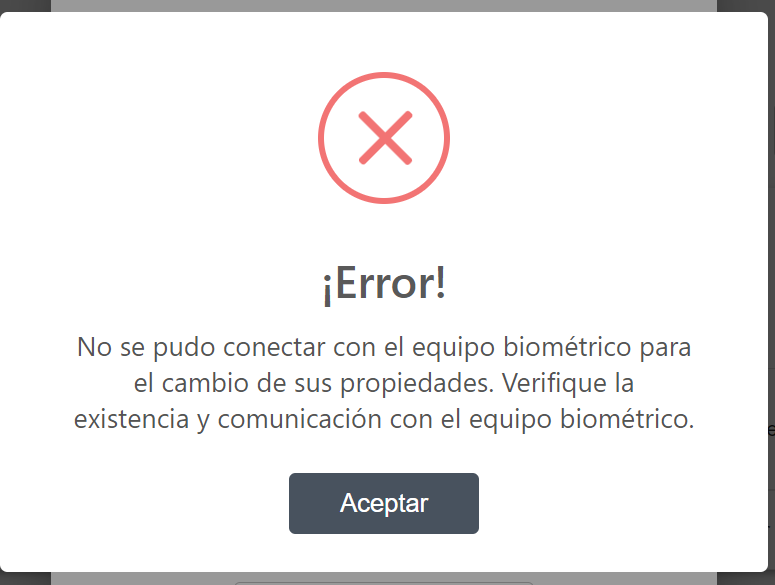 ¡Error!
No se pudo conectar con el equipo biométrico para
el cambio de sus propiedades. Verifique la
existencia y comunicación con el equipo biométrico.
Aceptar